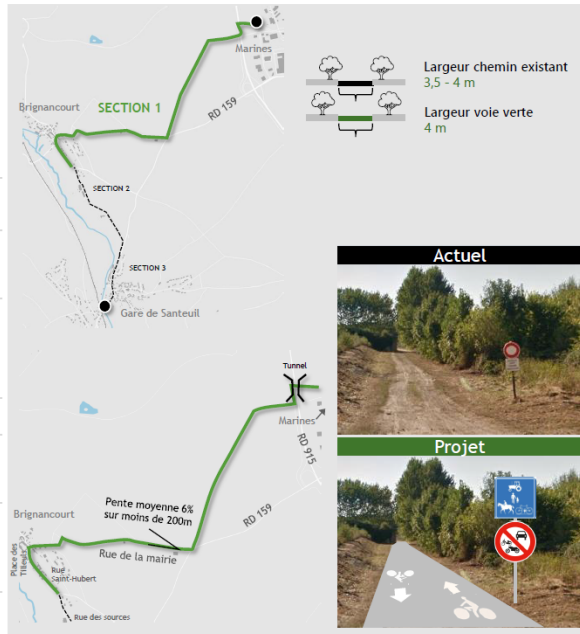 Marines
Brignancourt
SECTION 1
RD 159
SECTION 2
SECTION 3
Gare de Santeuil
Largeur chemin existant
3,5 - 4 m
Largeur voie verte
4 m
Actuel
Tunnel
Marines
RD 915
Pente moyenne 6%
sur moins de 200m
RD 159
Brignancourt
Rue de la mairie
Place des
Tilleuls
Rue
Saint-Hubert
Rue des sources
Projet